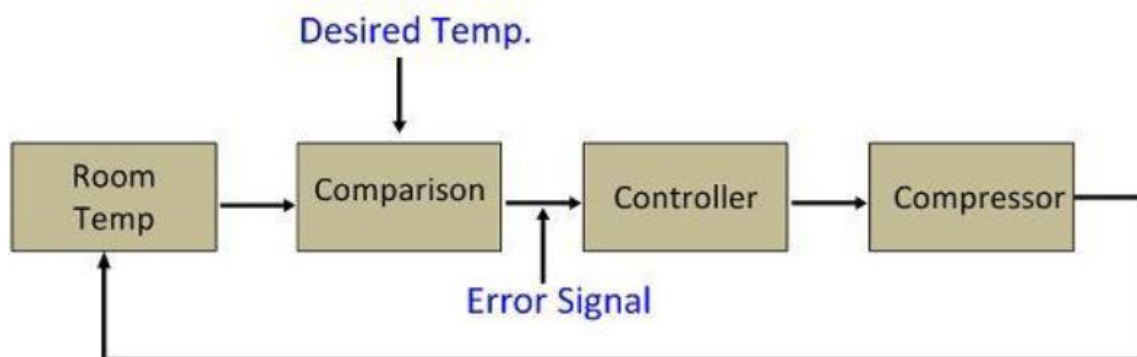 Desired Temp.
Room
Temp
Comparison
Controller
Compressor
Error Signal